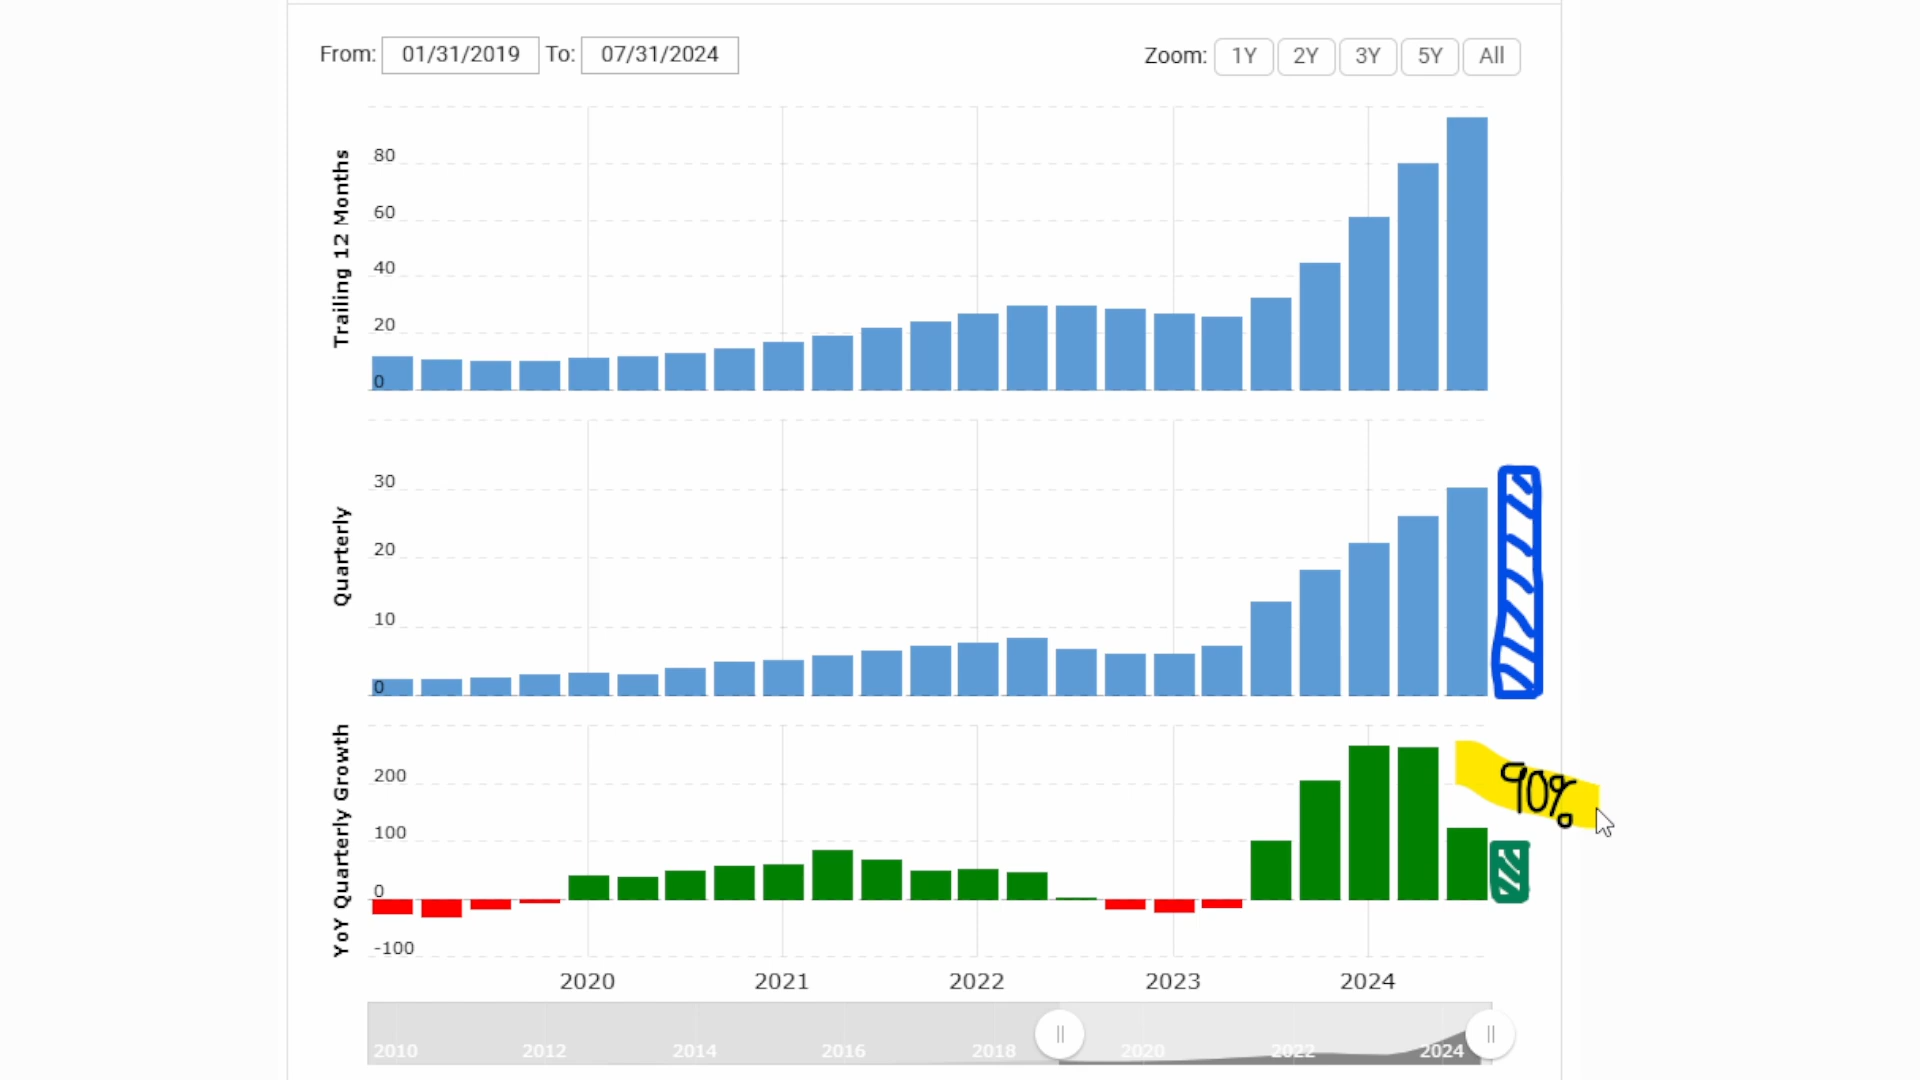 From: 01/31/2019 To: 07/31/2024
Zoom: 1Y 2Y 3Y 5Y All
Trailing 12 Months
80
60
40
20
0
Quarterly
30
20
10
0
YoY Quarterly Growth
200
100
0
-100
90%
2020 2021 2022 2023 2024
2010 2012 2014 2016 2018 2020 2022 2024